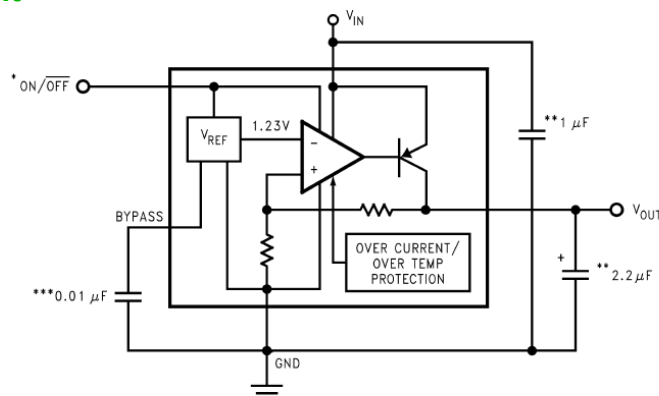 V_IN
*ON/O̅F̅F̅
**1 μF
1.23V
V_REF
−
+
BYPASS
V_OUT
OVER CURRENT/
OVER TEMP
PROTECTION
+
**2.2 μF
***0.01 μF
GND